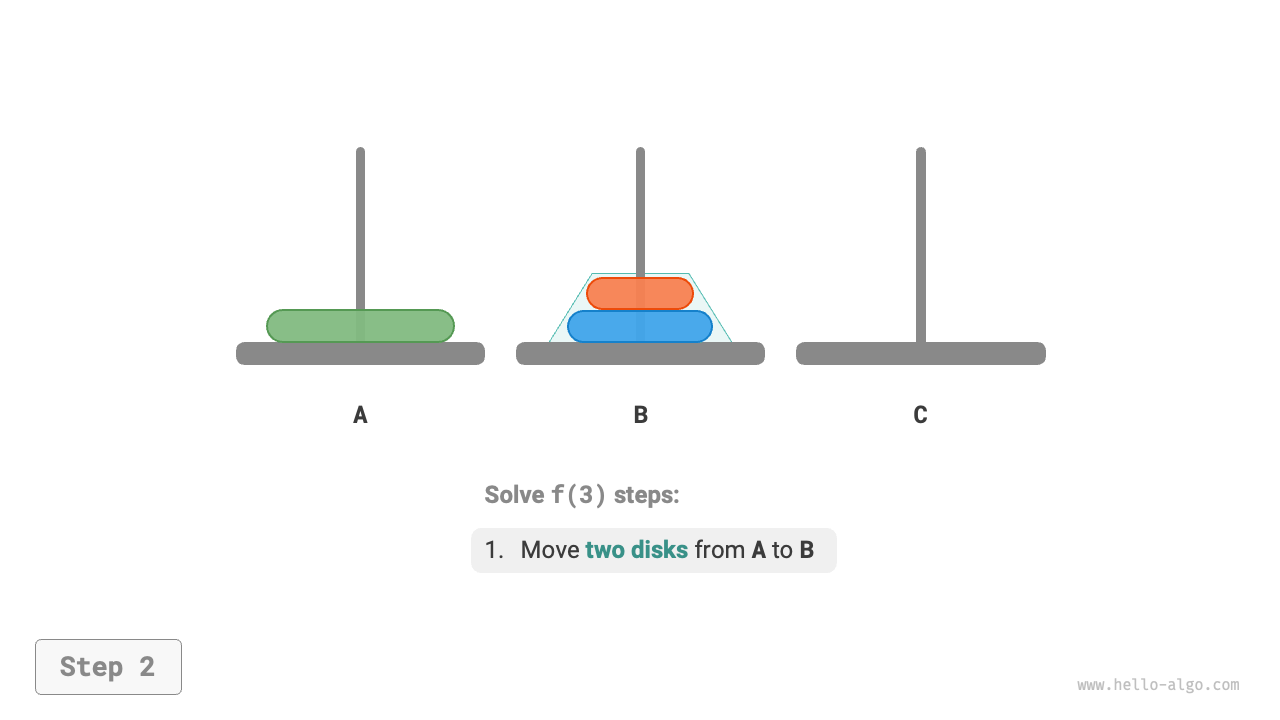 A
B
C
Solve f(3) steps:
1. Move two disks from A to B
Step 2
www.hello-algo.com